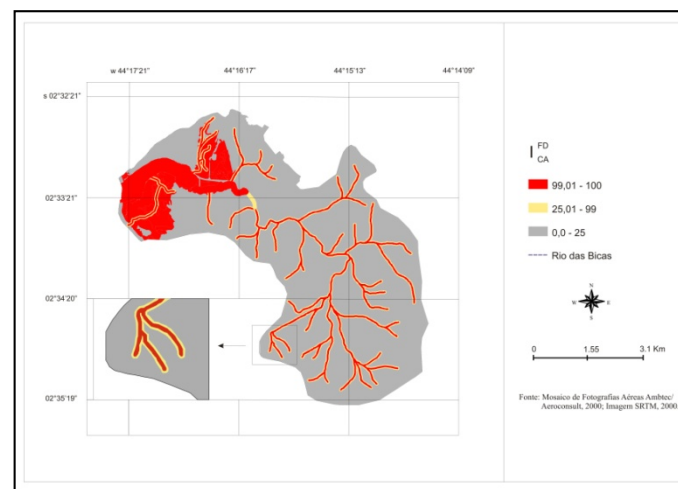 w 44°17'21" 44°16'17" 44°15'13" 44°14'09"
s 02°32'21"
02°33'21"
02°34'20"
02°35'19"
FD
CA
99,01 - 100
25,01 - 99
0,0 - 25
Rio das Bicas
N
W E
S
0 1.55 3.1 Km
Fonte: Mosaico de Fotografias Aéreas Ambtec/
Aeroconsult, 2000; Imagem SRTM, 2000